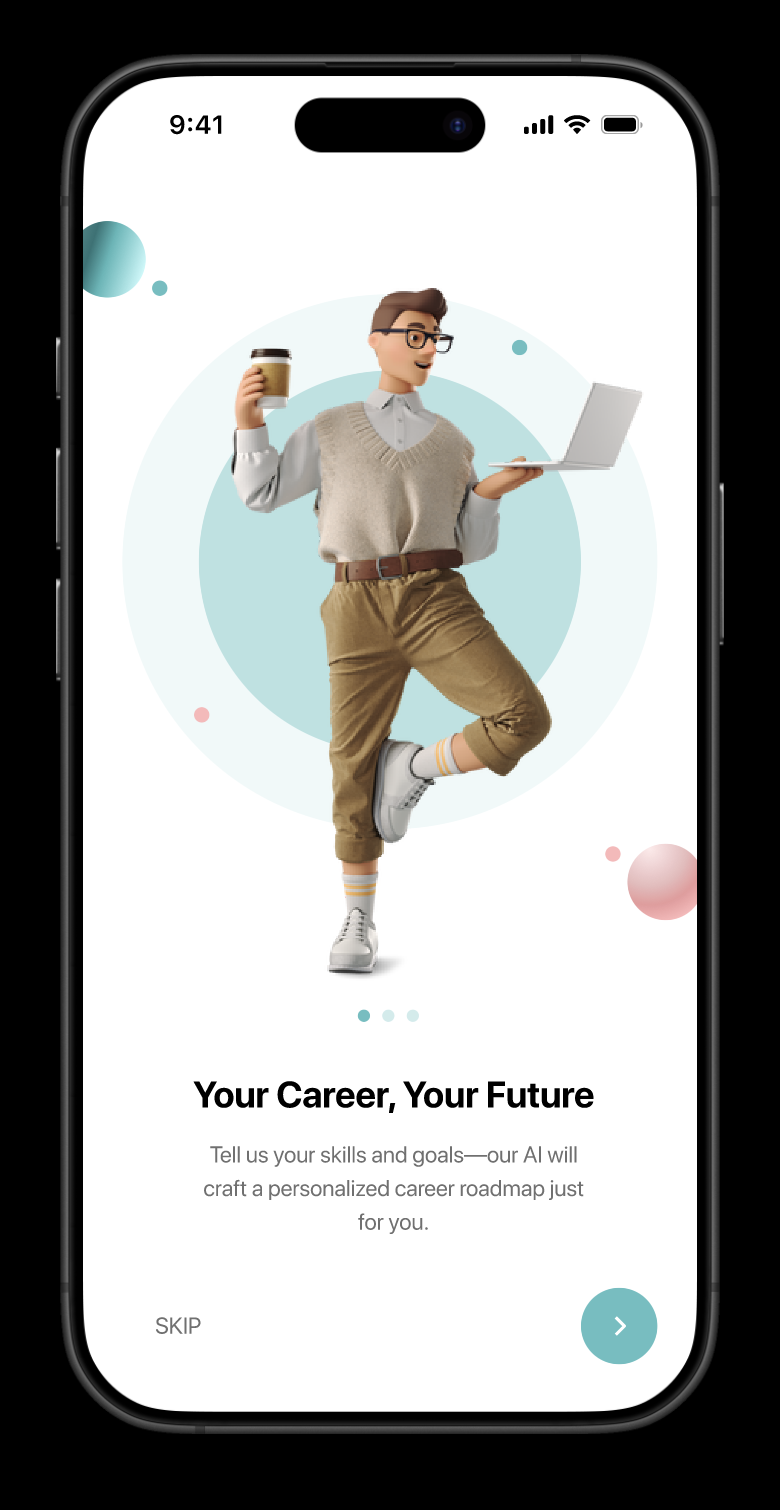 9:41
Your Career, Your Future
Tell us your skills and goals—our AI will
craft a personalized career roadmap just
for you.
SKIP